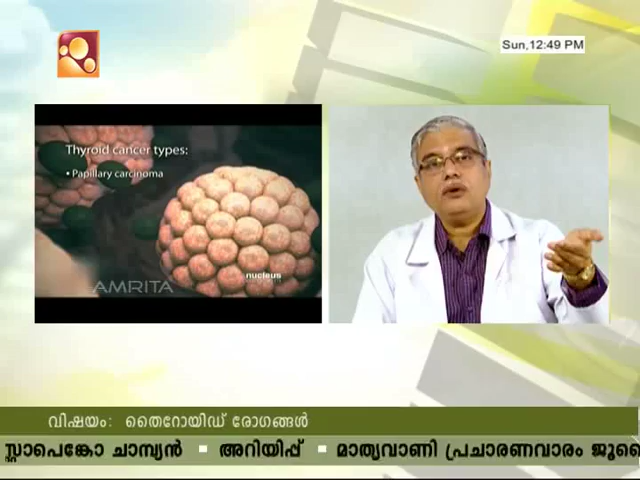 Sun,12:49 PM
Thyroid cancer types:
• Papillary carcinoma
nucleus
AMRITA
വിഷയം: തൈറോയിഡ് രോഗങ്ങൾ
സ്റ്റാപെങ്കോ ചാമ്പ്യൻ ▪ അറിയിപ്പ് ▪ മാതൃവാണി പ്രചാരണവാരം